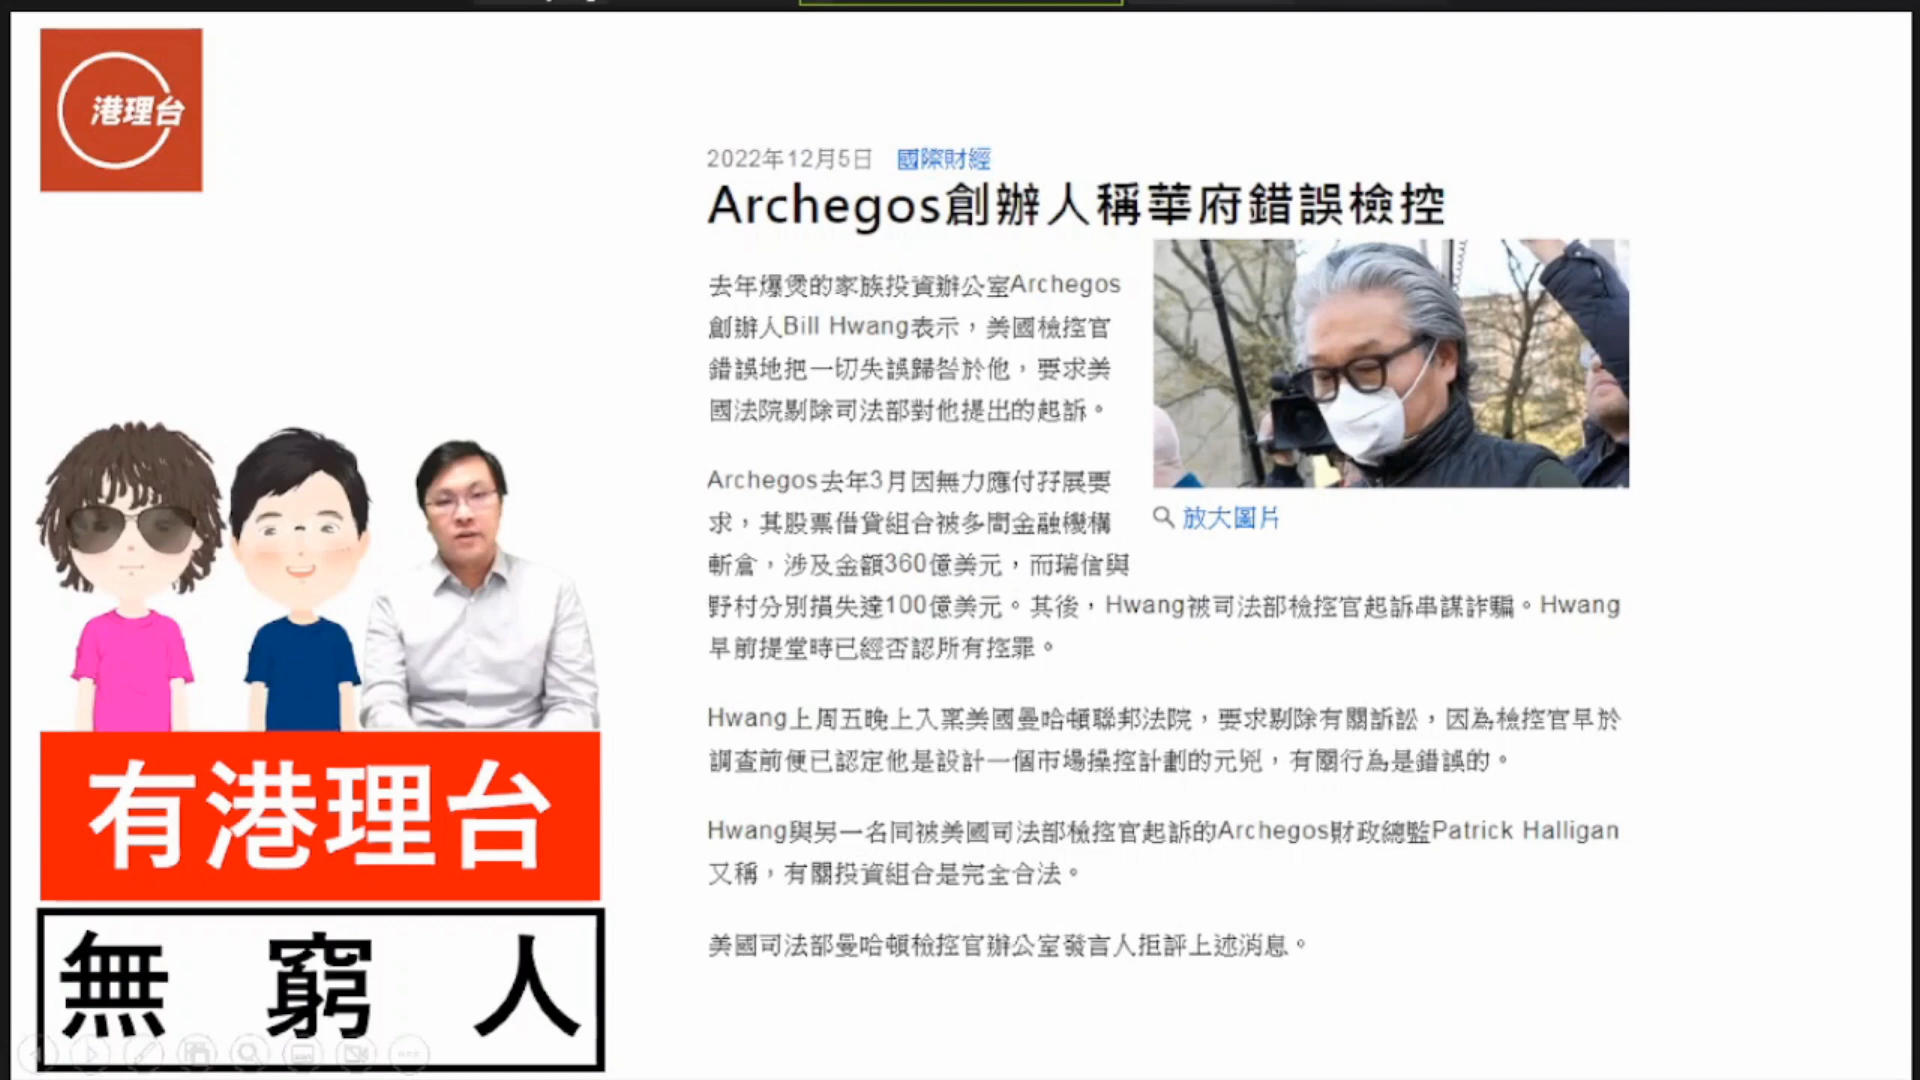 港理台
2022年12月5日 國際財經
Archegos創辦人稱華府錯誤檢控
去年爆煲的家族投資辦公室Archegos
創辦人Bill Hwang表示，美國檢控官
錯誤地把一切失誤歸咎於他，要求美
國法院剔除司法部對他提出的起訴。
Archegos去年3月因無力應付孖展要
求，其股票借貸組合被多間金融機構
斬倉，涉及金額360億美元，而瑞信與
野村分別損失達100億美元。其後，Hwang被司法部檢控官起訴串謀詐騙。Hwang
早前提堂時已經否認所有控罪。
放大圖片
Hwang上周五晚上入稟美國曼哈頓聯邦法院，要求剔除有關訴訟，因為檢控官早於
調查前便已認定他是設計一個市場操控計劃的元兇，有關行為是錯誤的。
Hwang與另一名同被美國司法部檢控官起訴的Archegos財政總監Patrick Halligan
又稱，有關投資組合是完全合法。
美國司法部曼哈頓檢控官辦公室發言人拒評上述消息。
有港理台
無窮人